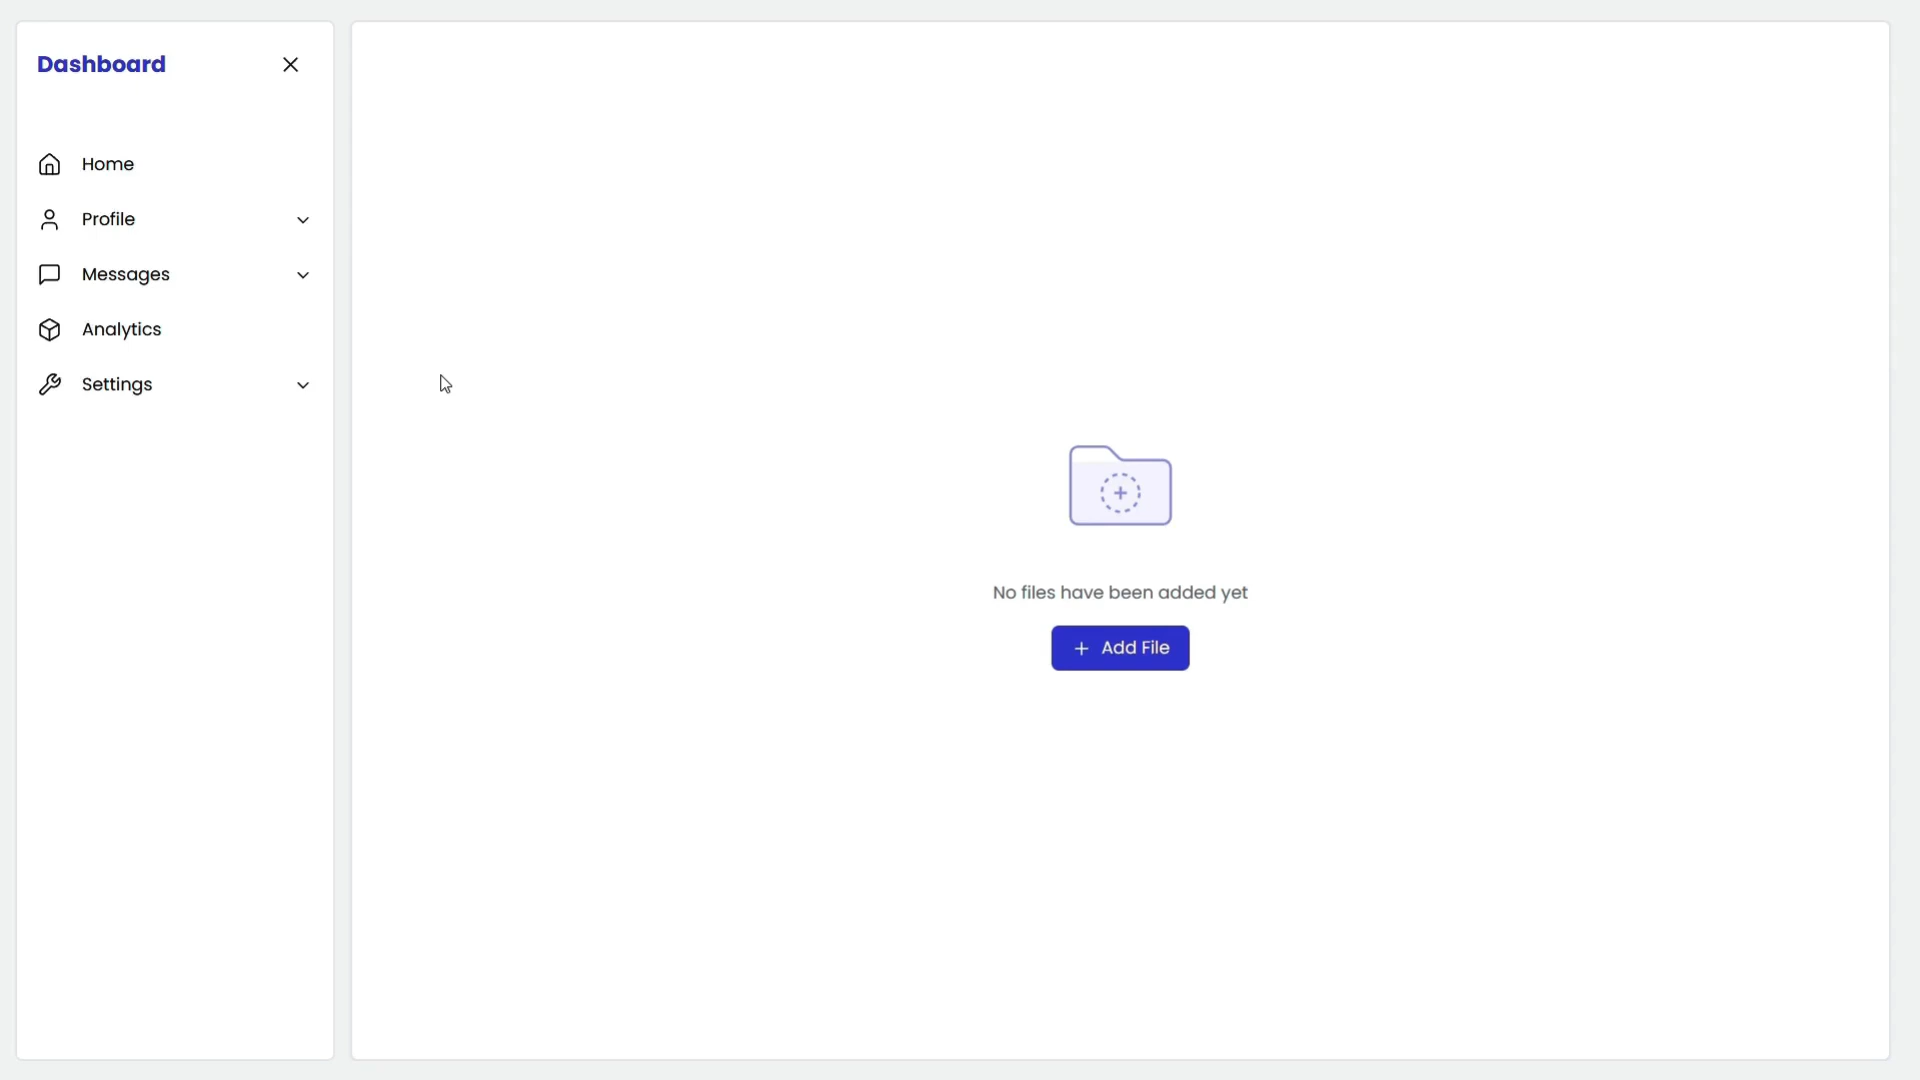 Dashboard
Home
Profile
Messages
Analytics
Settings
No files have been added yet
+ Add File